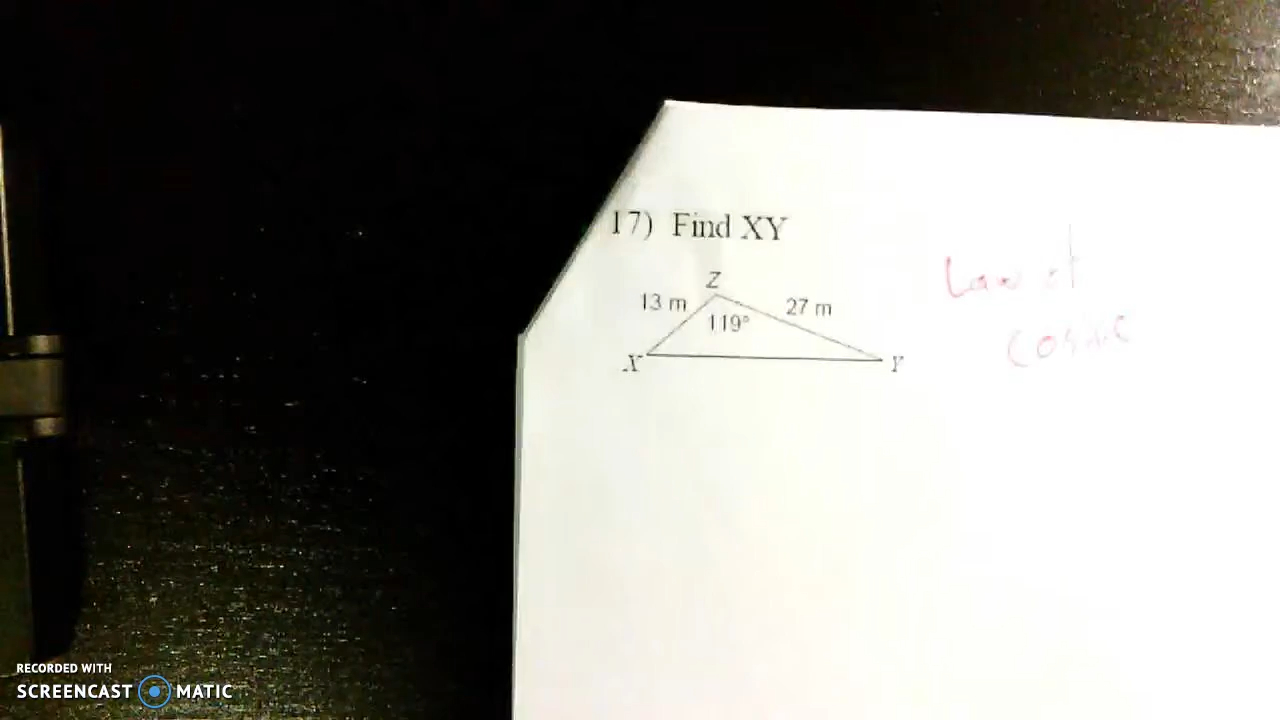 17) Find XY
Z
13 m
27 m
119°
X
Y
Law of
cosine
RECORDED WITH
SCREENCAST MATIC